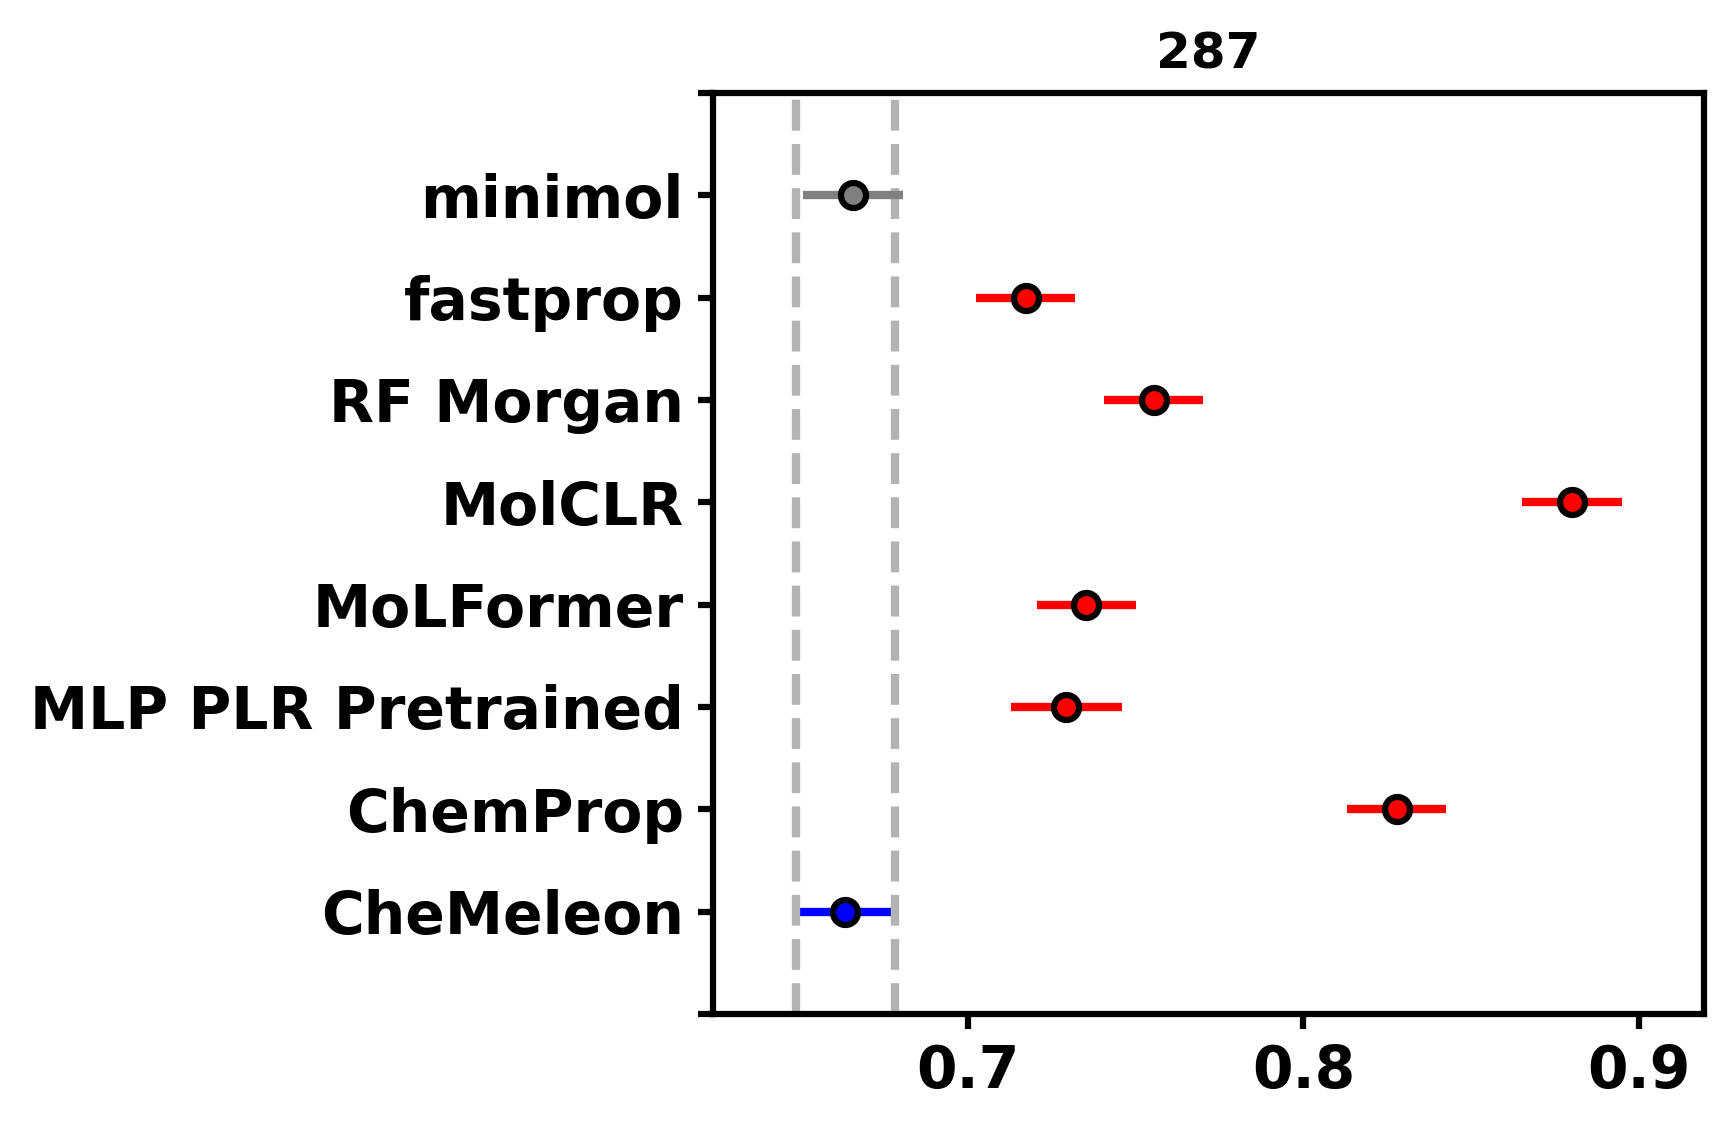 287
minimol
fastprop
RF Morgan
MolCLR
MoLFormer
MLP PLR Pretrained
ChemProp
CheMeleon
0.7 0.8 0.9